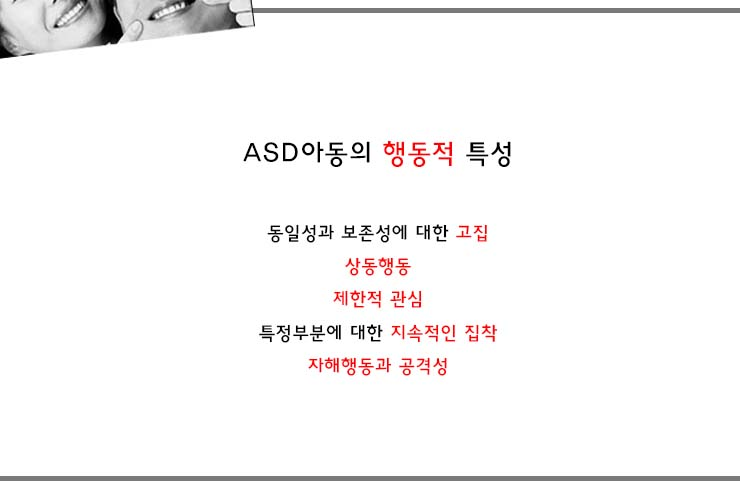 ASD아동의 행동적 특성
동일성과 보존성에 대한 고집
상동행동
제한적 관심
특정부분에 대한 지속적인 집착
자해행동과 공격성